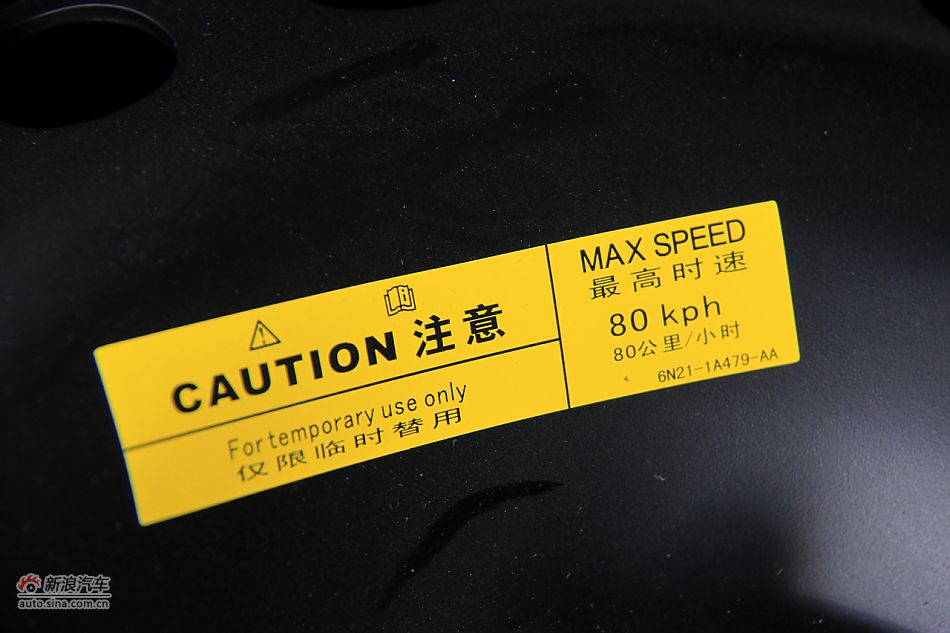 CAUTION 注意
For temporary use only
仅限临时替用
MAX SPEED
最高时速
80 kph
80公里/小时
6N21-1A479-AA
新浪汽车
auto.sina.com.cn